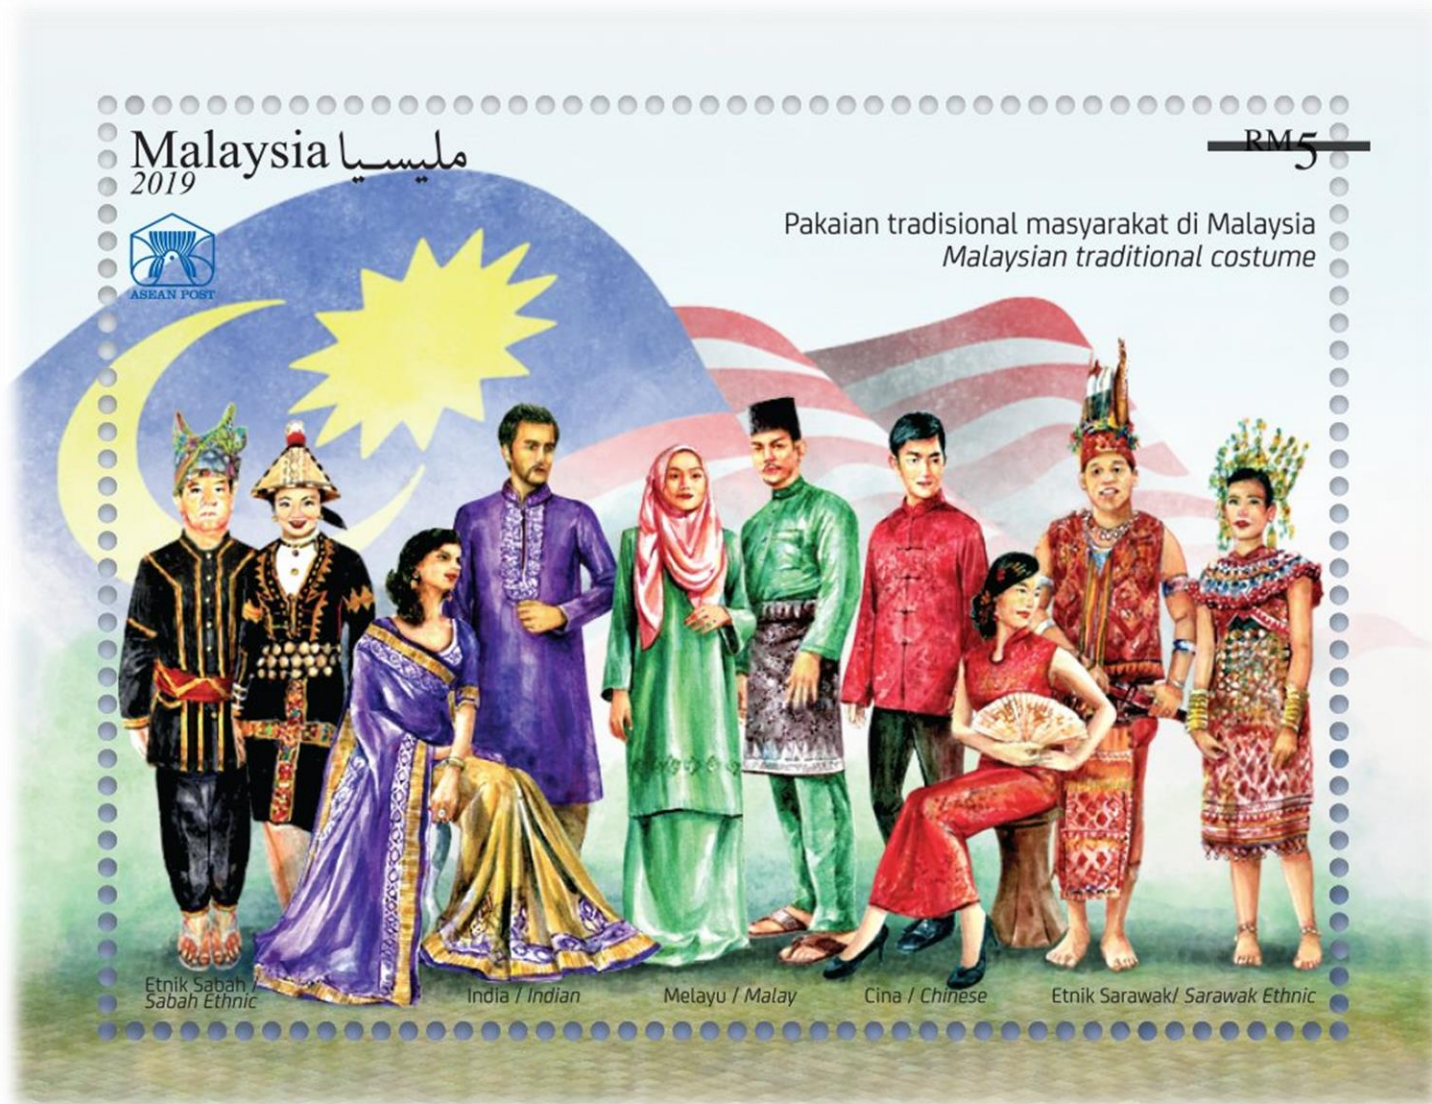 Malaysia مليسيا
2019
RM5
ASEAN POST
Pakaian tradisional masyarakat di Malaysia
Malaysian traditional costume
Etnik Sabah /
Sabah Ethnic
India / Indian
Melayu / Malay
Cina / Chinese
Etnik Sarawak/ Sarawak Ethnic